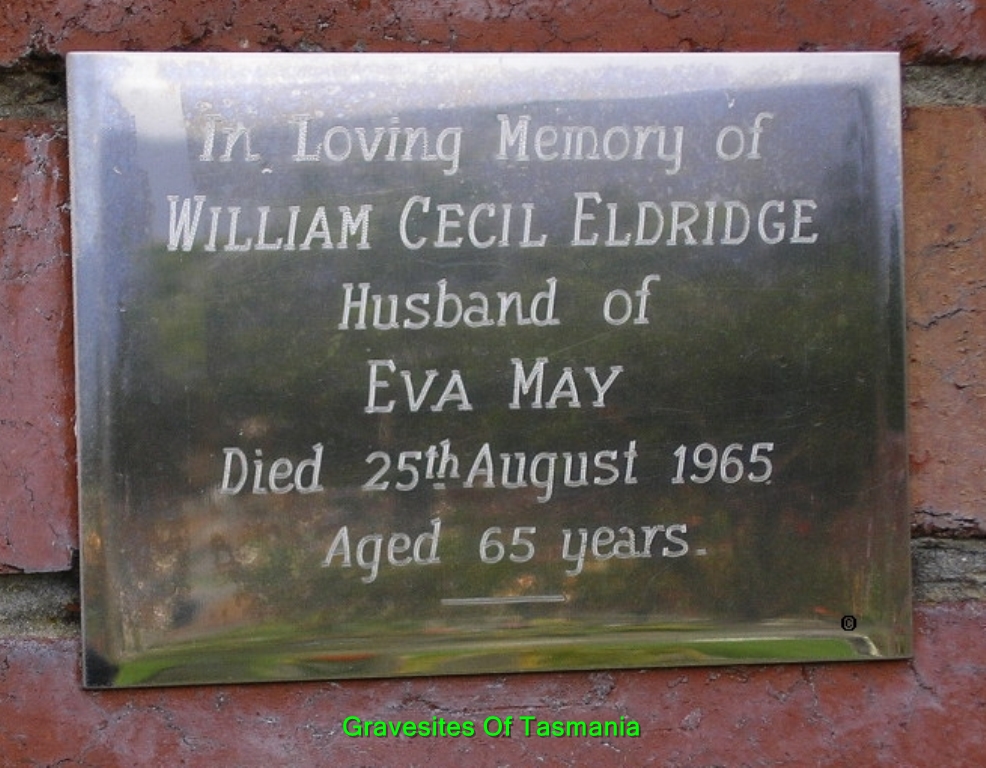 In Loving Memory of
WILLIAM CECIL ELDRIDGE
Husband of
EVA MAY
Died 25th August 1965
Aged 65 years.
©
Gravesites Of Tasmania